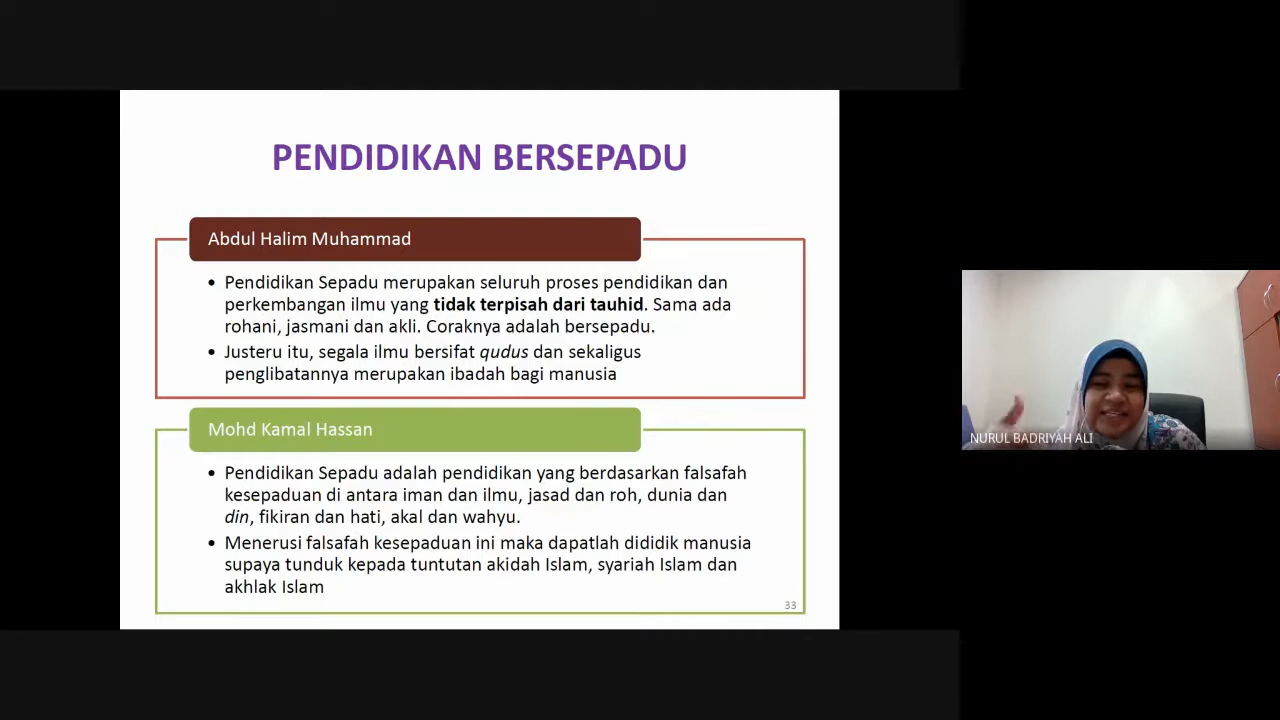 PENDIDIKAN BERSEPADU
Abdul Halim Muhammad
• Pendidikan Sepadu merupakan seluruh proses pendidikan dan
perkembangan ilmu yang tidak terpisah dari tauhid. Sama ada
rohani, jasmani dan akli. Coraknya adalah bersepadu.
• Justeru itu, segala ilmu bersifat qudus dan sekaligus
penglibatannya merupakan ibadah bagi manusia
Mohd Kamal Hassan
• Pendidikan Sepadu adalah pendidikan yang berdasarkan falsafah
kesepaduan di antara iman dan ilmu, jasad dan roh, dunia dan
din, fikiran dan hati, akal dan wahyu.
• Menerusi falsafah kesepaduan ini maka dapatlah dididik manusia
supaya tunduk kepada tuntutan akidah Islam, syariah Islam dan
akhlak Islam
33
NURUL BADRIYAH ALI